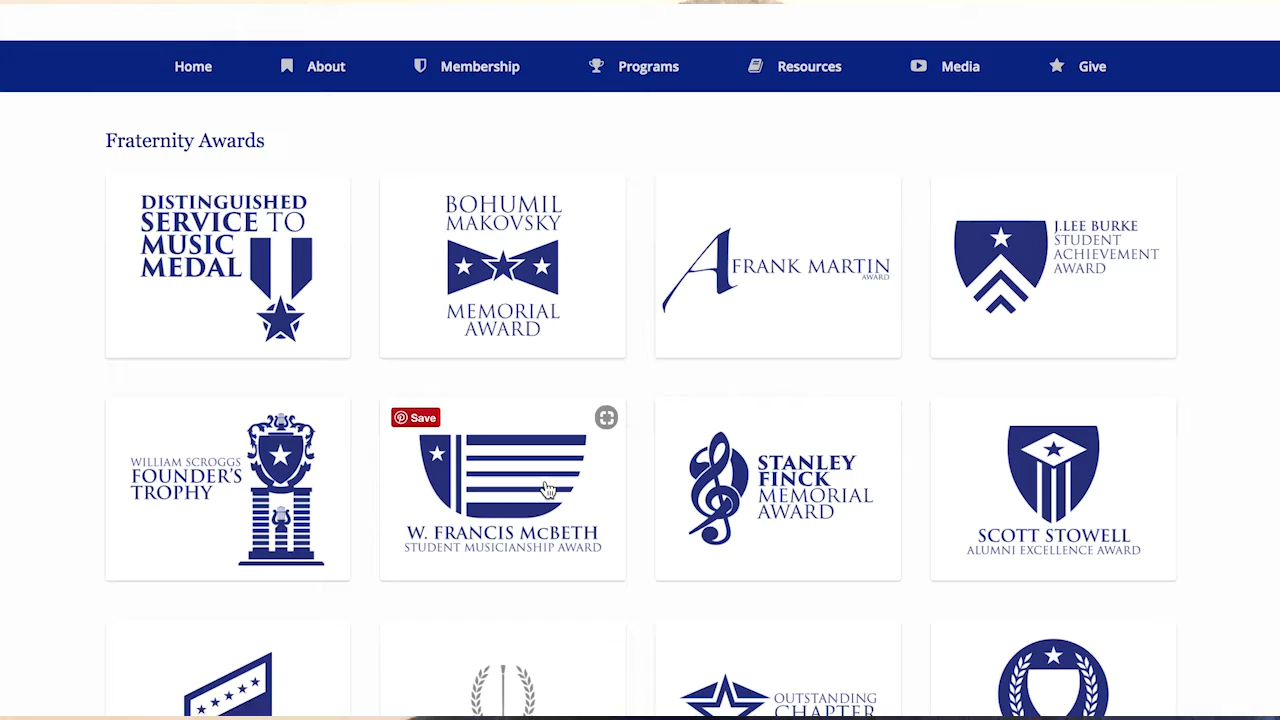 Home About Membership Programs Resources Media Give
Fraternity Awards
DISTINGUISHED
SERVICE TO
MUSIC
MEDAL
BOHUMIL
MAKOVSKY
MEMORIAL
AWARD
A FRANK MARTIN
AWARD
J.LEE BURKE
STUDENT
ACHIEVEMENT
AWARD
WILLIAM SCROGGS
FOUNDER'S
TROPHY
Save
W. FRANCIS McBETH
STUDENT MUSICIANSHIP AWARD
STANLEY
FINCK
MEMORIAL
AWARD
SCOTT STOWELL
ALUMNI EXCELLENCE AWARD
OUTSTANDING
CHAPTER